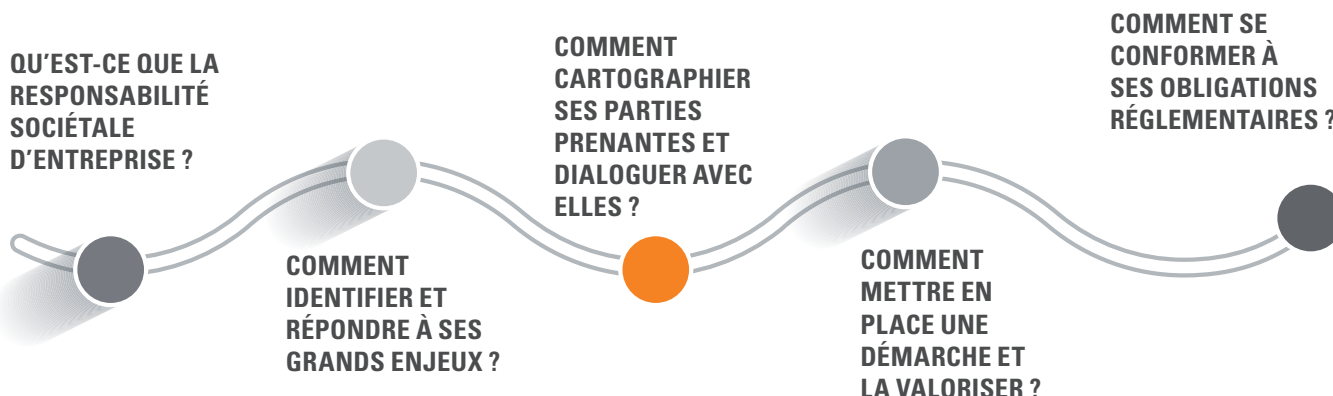 QU'EST-CE QUE LA
RESPONSABILITÉ
SOCIÉTALE
D'ENTREPRISE ?
COMMENT
IDENTIFIER ET
RÉPONDRE À SES
GRANDS ENJEUX ?
COMMENT
CARTOGRAPHIER
SES PARTIES
PRENANTES ET
DIALOGUER AVEC
ELLES ?
COMMENT
METTRE EN
PLACE UNE
DÉMARCHE ET
LA VALORISER ?
COMMENT SE
CONFORMER À
SES OBLIGATIONS
RÉGLEMENTAIRES ?